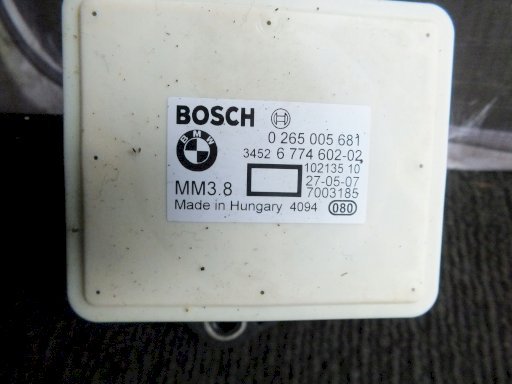 BOSCH
0 265 005 681
BMW
3452 6 774 602-02
102135 10
27-05-07
MM3.8
7003185
Made in Hungary 4094 080